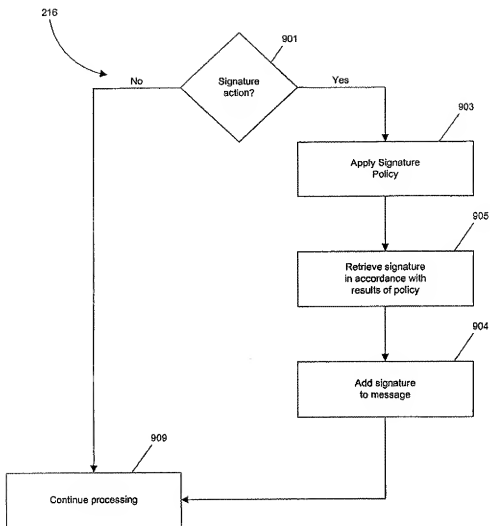 216
901
No
Signature
action?
Yes
903
Apply Signature
Policy
905
Retrieve signature
in accordance with
results of policy
904
Add signature
to message
909
Continue processing